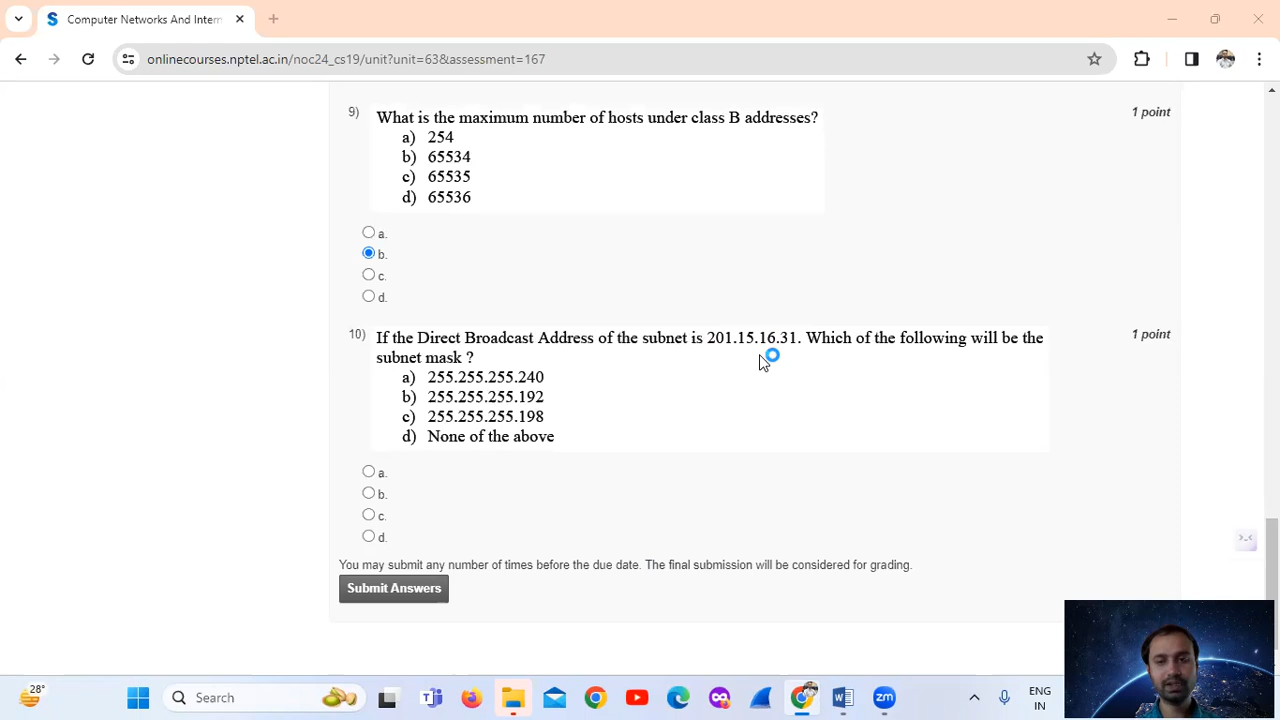 Computer Networks And Intern
onlinecourses.nptel.ac.in/noc24_cs19/unit?unit=63&assessment=167
9) What is the maximum number of hosts under class B addresses? 1 point
a) 254
b) 65534
c) 65535
d) 65536
a.
b.
c.
d.
10) If the Direct Broadcast Address of the subnet is 201.15.16.31. Which of the following will be the 1 point
subnet mask ?
a) 255.255.255.240
b) 255.255.255.192
c) 255.255.255.198
d) None of the above
a.
b.
c.
d.
You may submit any number of times before the due date. The final submission will be considered for grading.
Submit Answers
28°
Search
zm
ENG
IN